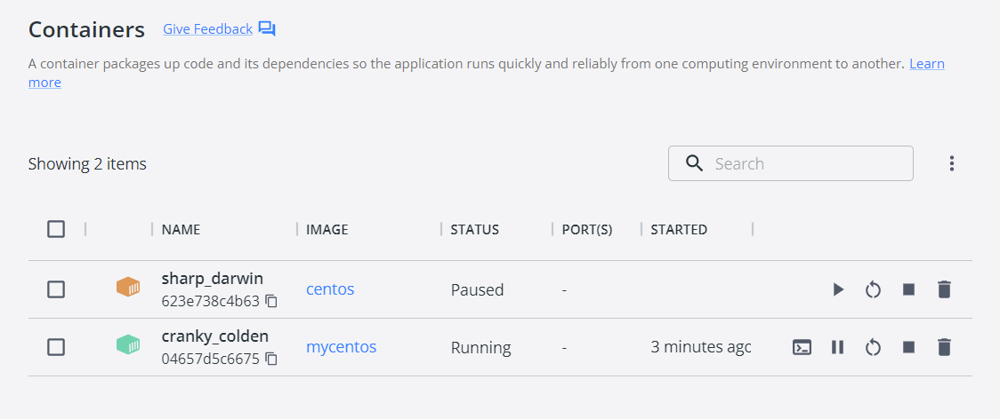 Containers Give Feedback
A container packages up code and its dependencies so the application runs quickly and reliably from one computing environment to another. Learn
more
Showing 2 items
Search
NAME IMAGE STATUS PORT(S) STARTED
sharp_darwin
623e738c4b63
centos Paused -
cranky_colden
04657d5c6675
mycentos Running - 3 minutes agc